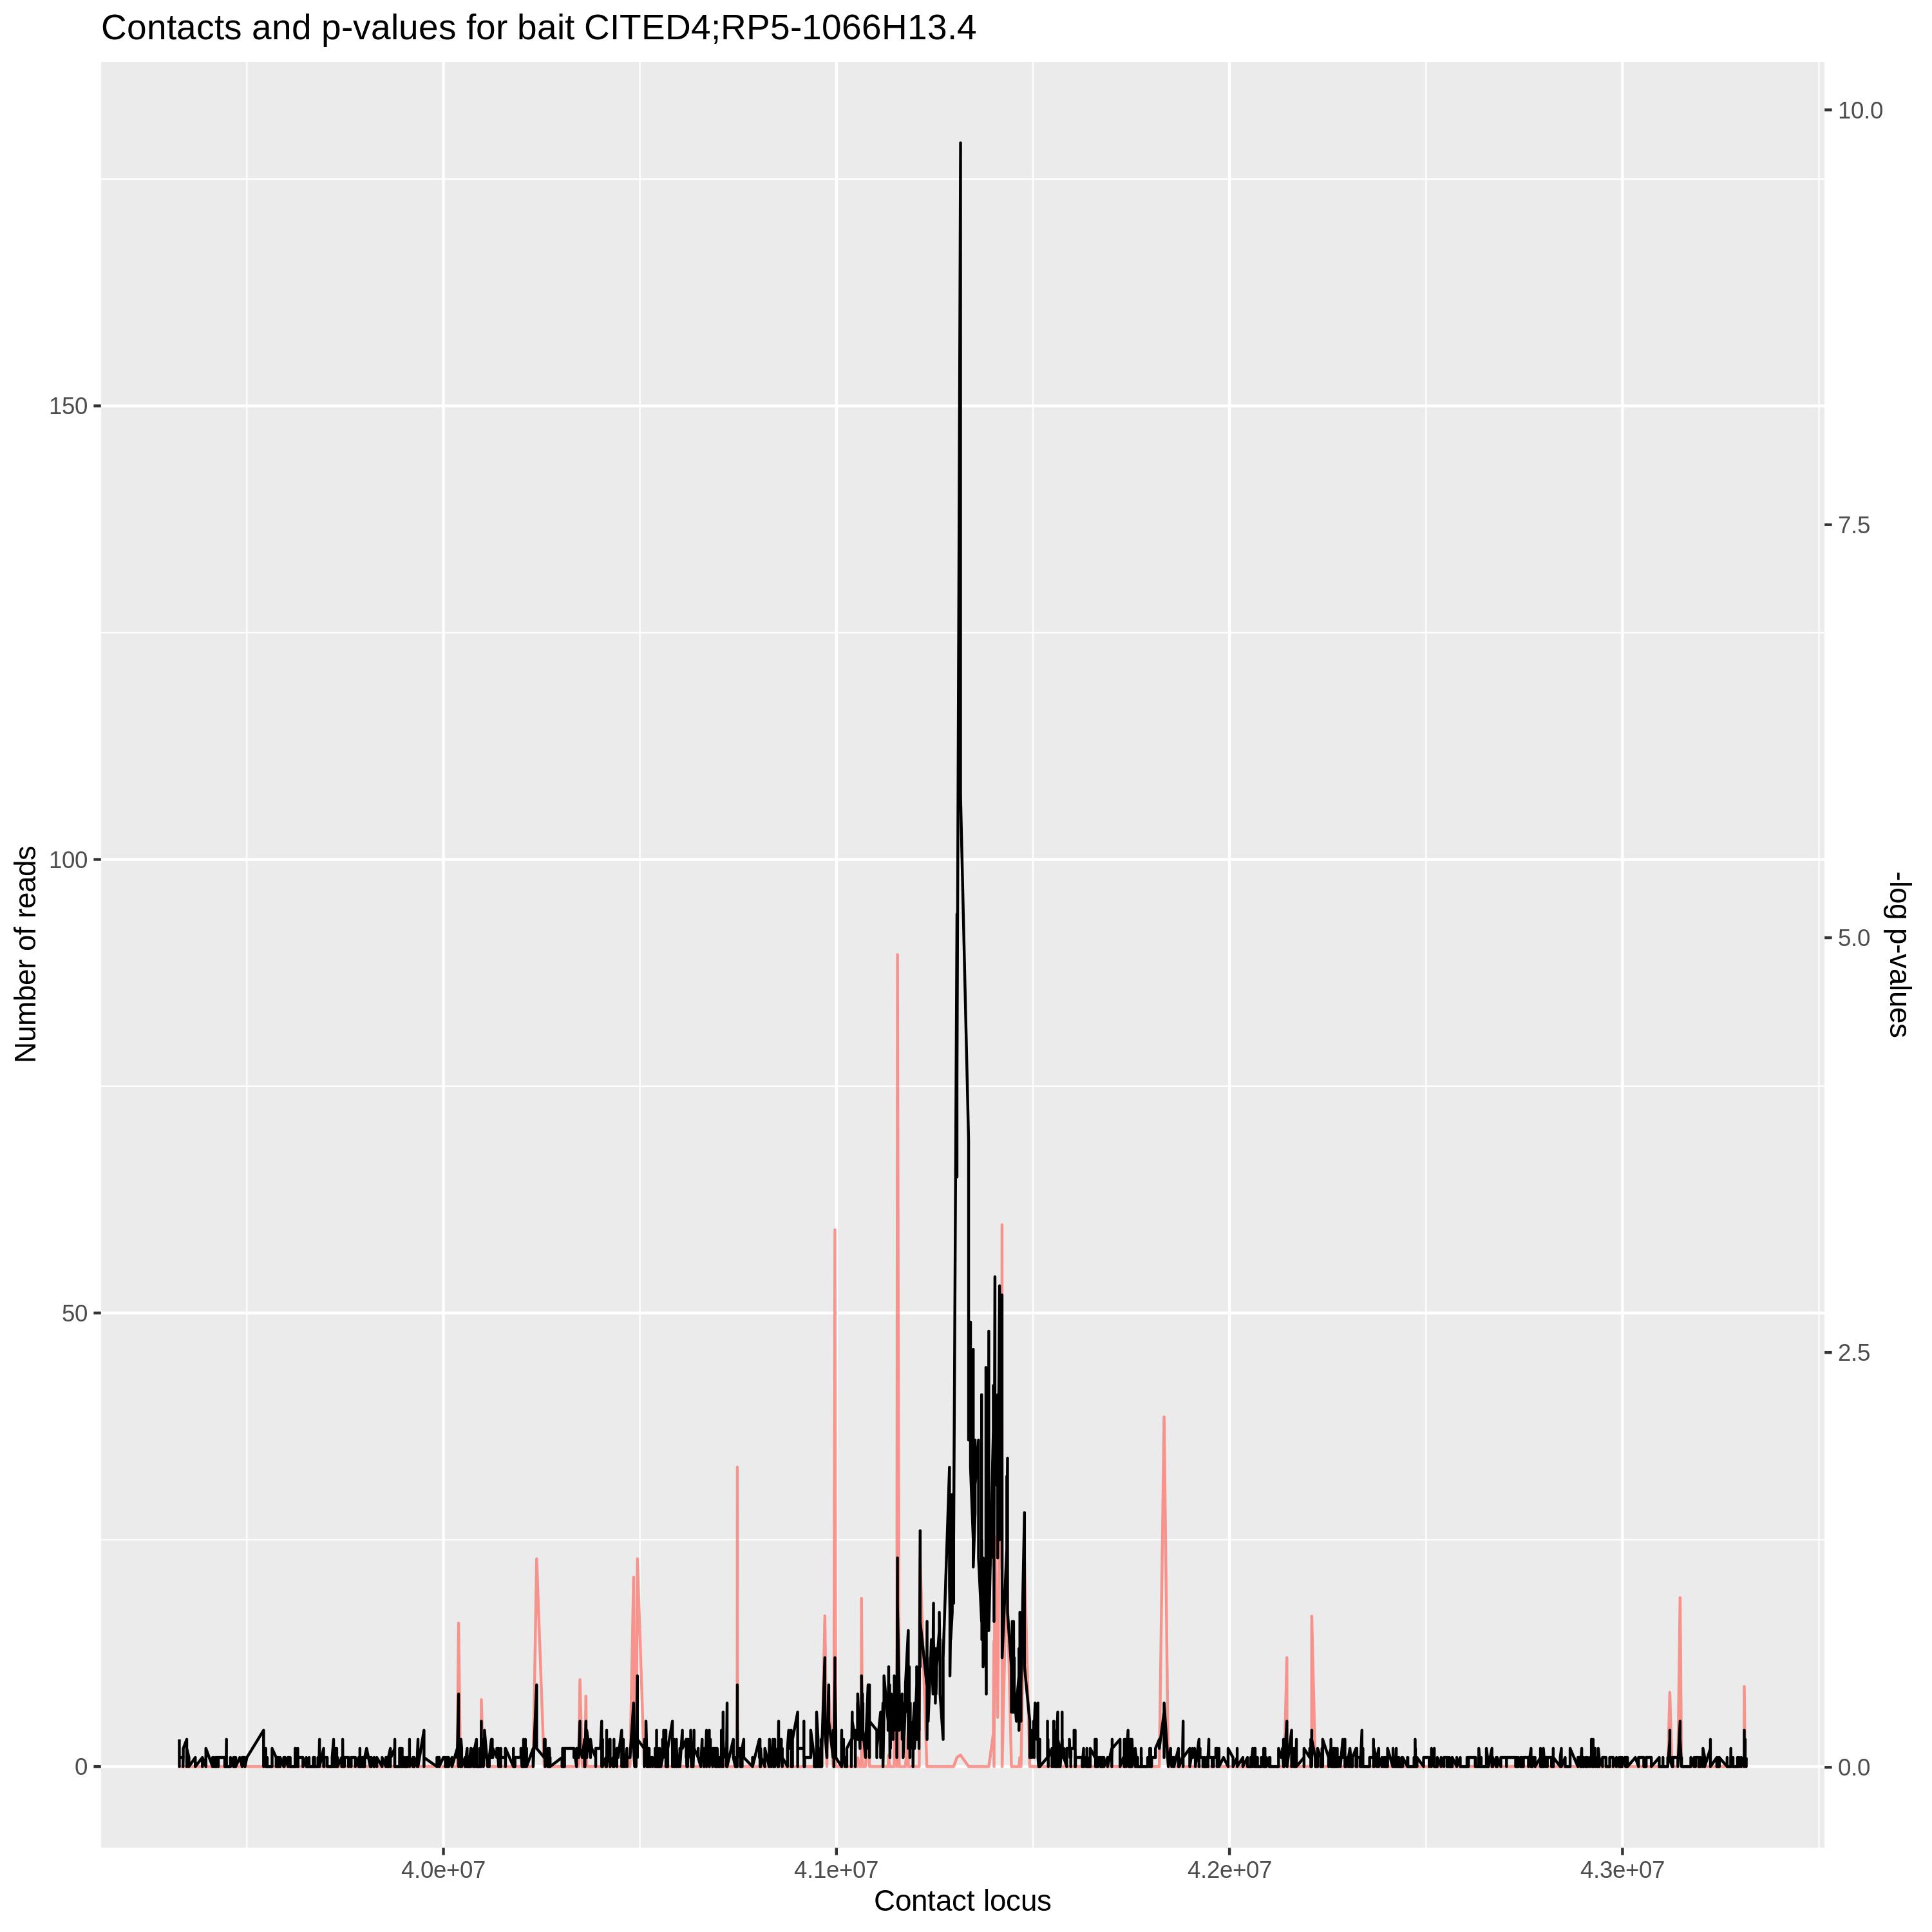 Contacts and p-values for bait CITED4;RP5-1066H13.4
10.0
7.5
5.0
2.5
0.0
-log p-values
150
100
50
0
Number of reads
4.0e+07
4.1e+07
4.2e+07
4.3e+07
Contact locus